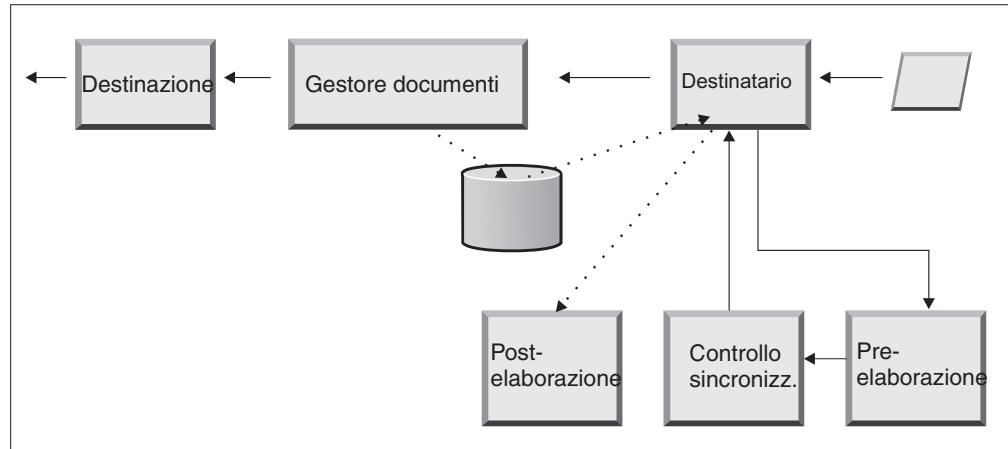 Destinazione
Gestore documenti
Destinatario
Post-
elaborazione
Controllo
sincronizz.
Pre-
elaborazione